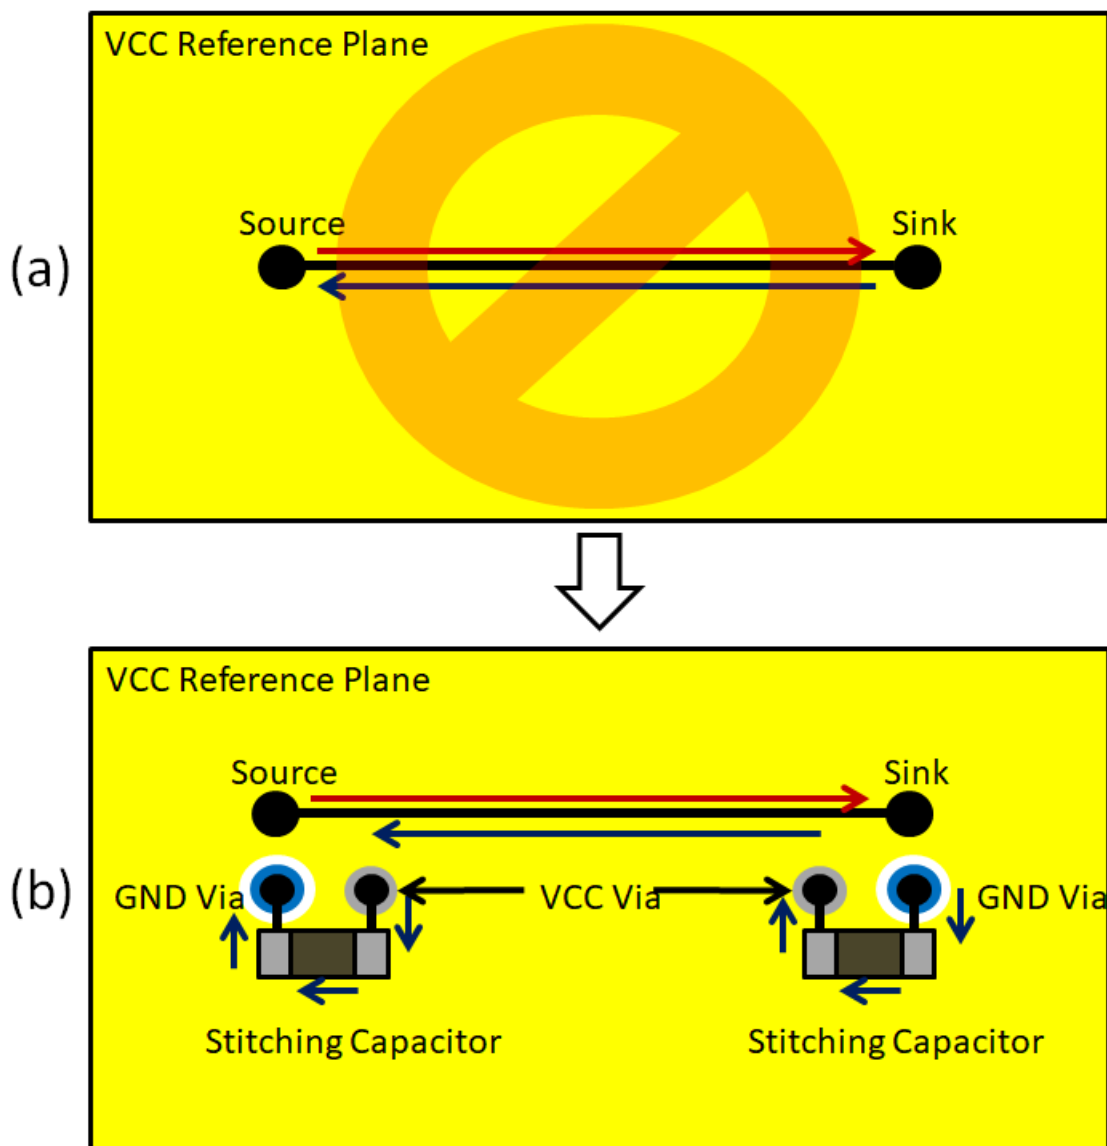 VCC Reference Plane
Source
Sink
(a)
VCC Reference Plane
Source
Sink
(b)
GND Via
VCC Via
GND Via
Stitching Capacitor
Stitching Capacitor